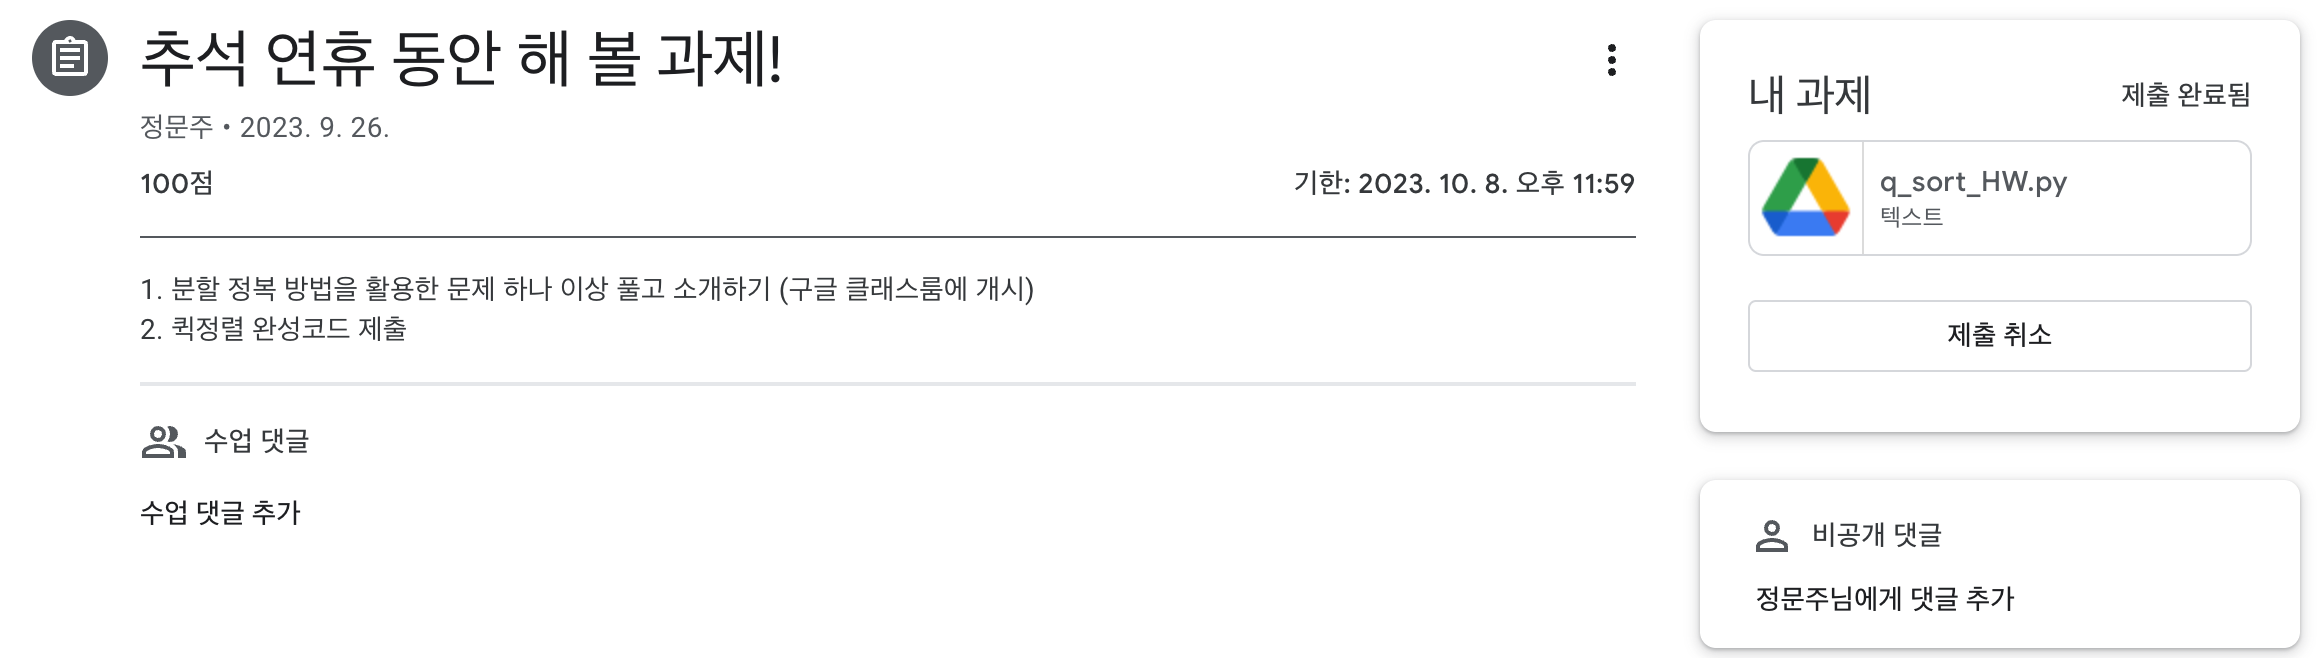 추석 연휴 동안 해 볼 과제!
정문주 • 2023. 9. 26.
100점
기한: 2023. 10. 8. 오후 11:59
1. 분할 정복 방법을 활용한 문제 하나 이상 풀고 소개하기 (구글 클래스룸에 개시)
2. 퀵정렬 완성코드 제출
수업 댓글
수업 댓글 추가
내 과제
제출 완료됨
q_sort_HW.py
텍스트
제출 취소
비공개 댓글
정문주님에게 댓글 추가